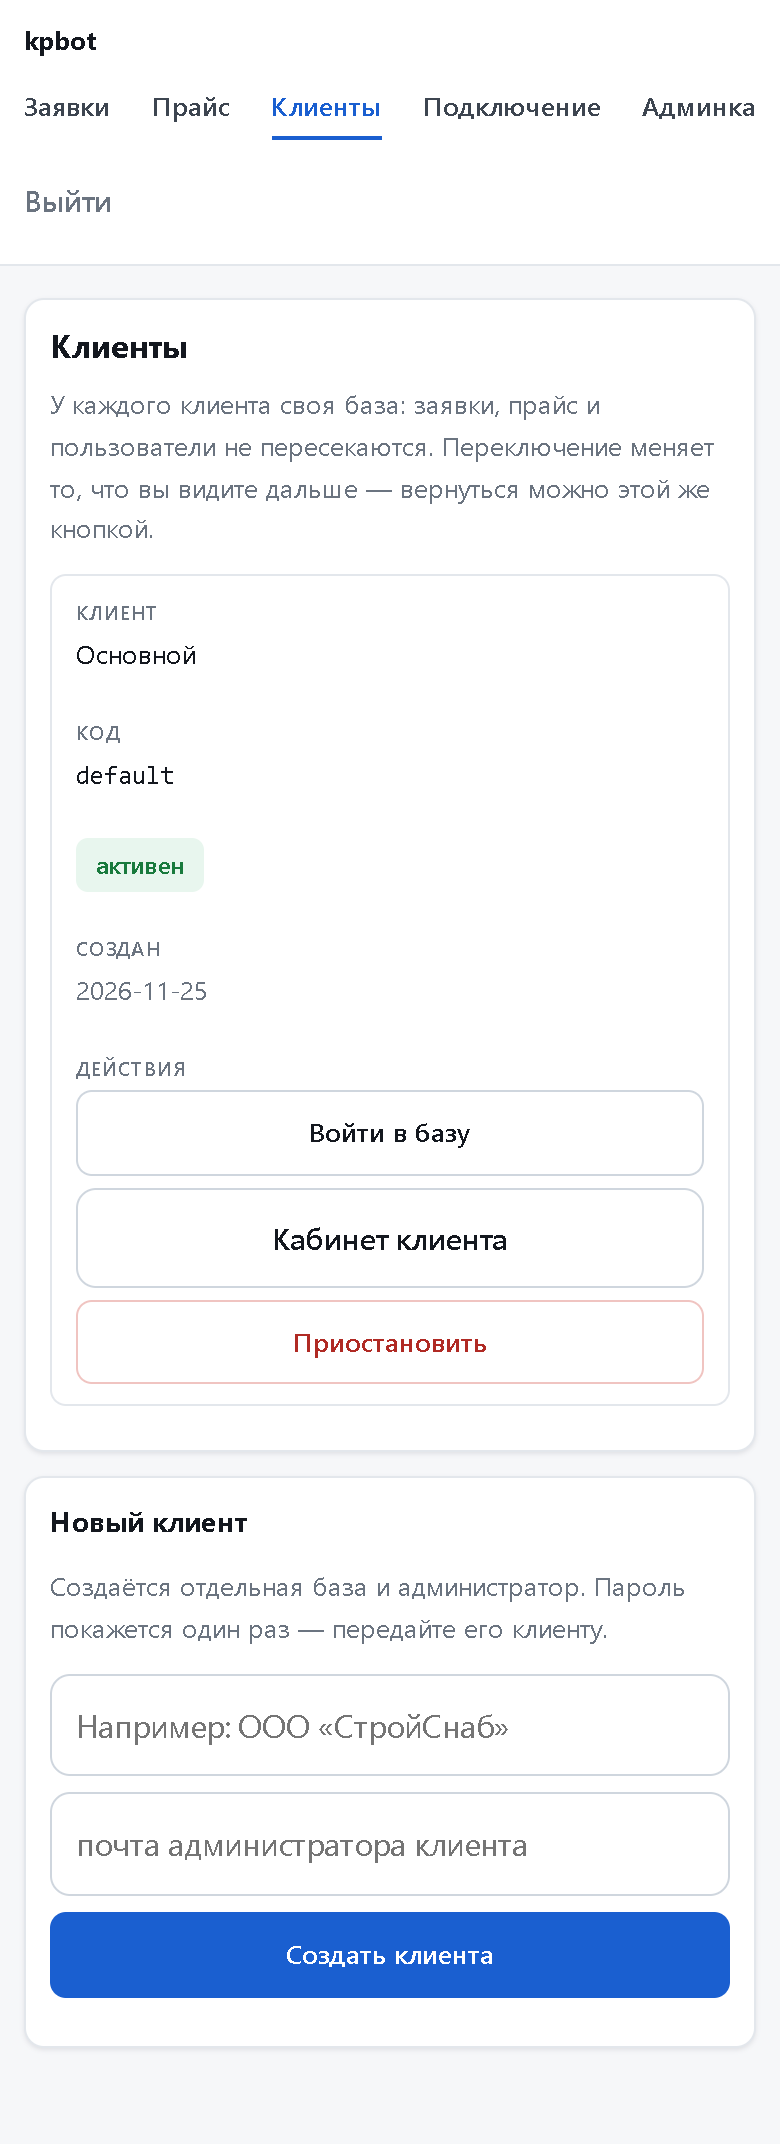 kpbot
Заявки Прайс Клиенты Подключение Админка
Выйти
Клиенты
У каждого клиента своя база: заявки, прайс и
пользователи не пересекаются. Переключение меняет
то, что вы видите дальше — вернуться можно этой же
кнопкой.
КЛИЕНТ
Основной
КОД
default
активен
СОЗДАН
2026-11-25
ДЕЙСТВИЯ
Войти в базу
Кабинет клиента
Приостановить
Новый клиент
Создаётся отдельная база и администратор. Пароль
покажется один раз — передайте его клиенту.
Например: ООО «СтройСнаб»
почта администратора клиента
Создать клиента